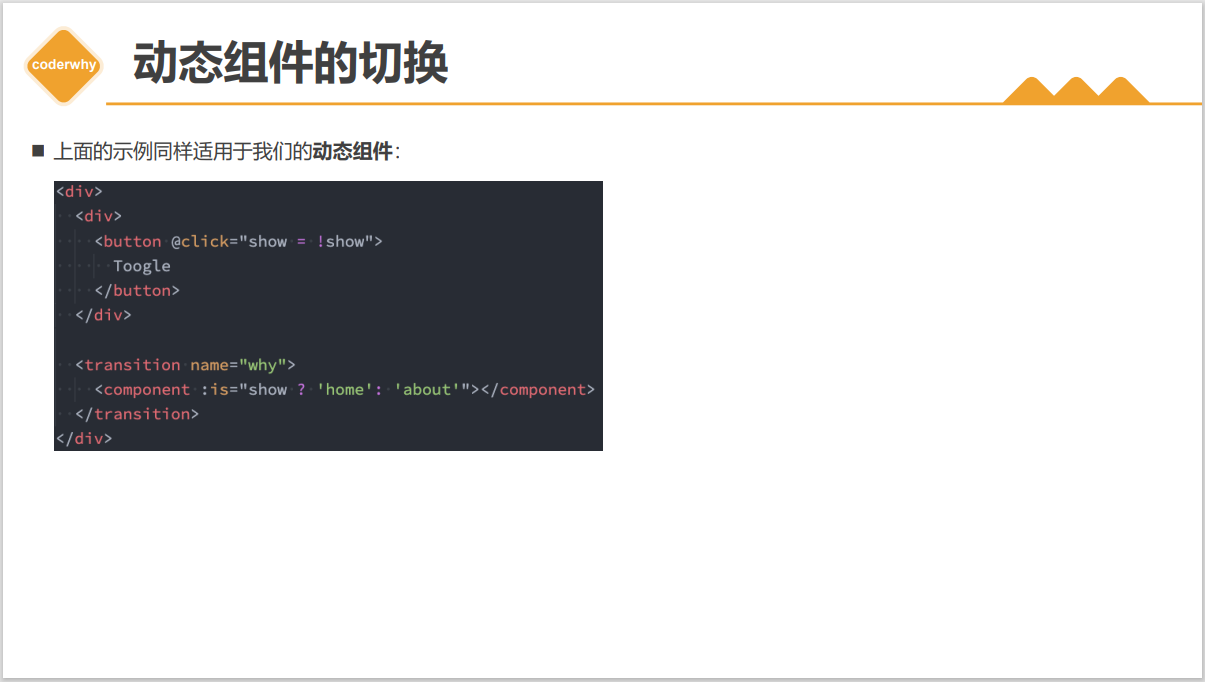 coderwhy
动态组件的切换
■ 上面的示例同样适用于我们的动态组件：
<div>
  <div>
    <button @click="show = !show">
      Toogle
    </button>
  </div>

  <transition name="why">
    <component :is="show ? 'home': 'about'"></component>
  </transition>
</div>